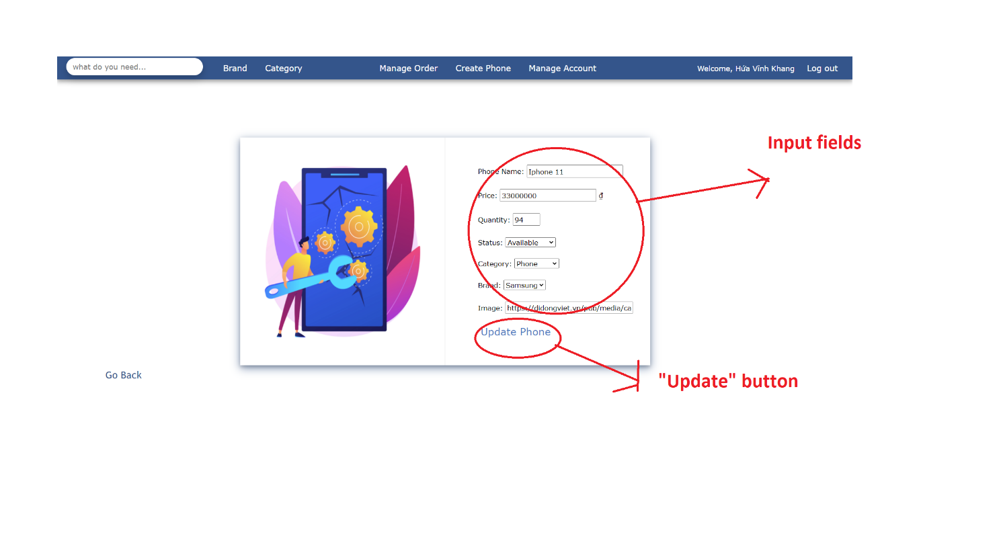 what do you need...
Brand
Category
Manage Order
Create Phone
Manage Account
Welcome, Hứa Vĩnh Khang
Log out
Input fields
Phone Name: Iphone 11
Price: 33000000 ₫
Quantity: 94
Status: Available
Category: Phone
Brand: Samsung
Image: https://didongviet.vn/pub/media/ca
Update Phone
Go Back
"Update" button